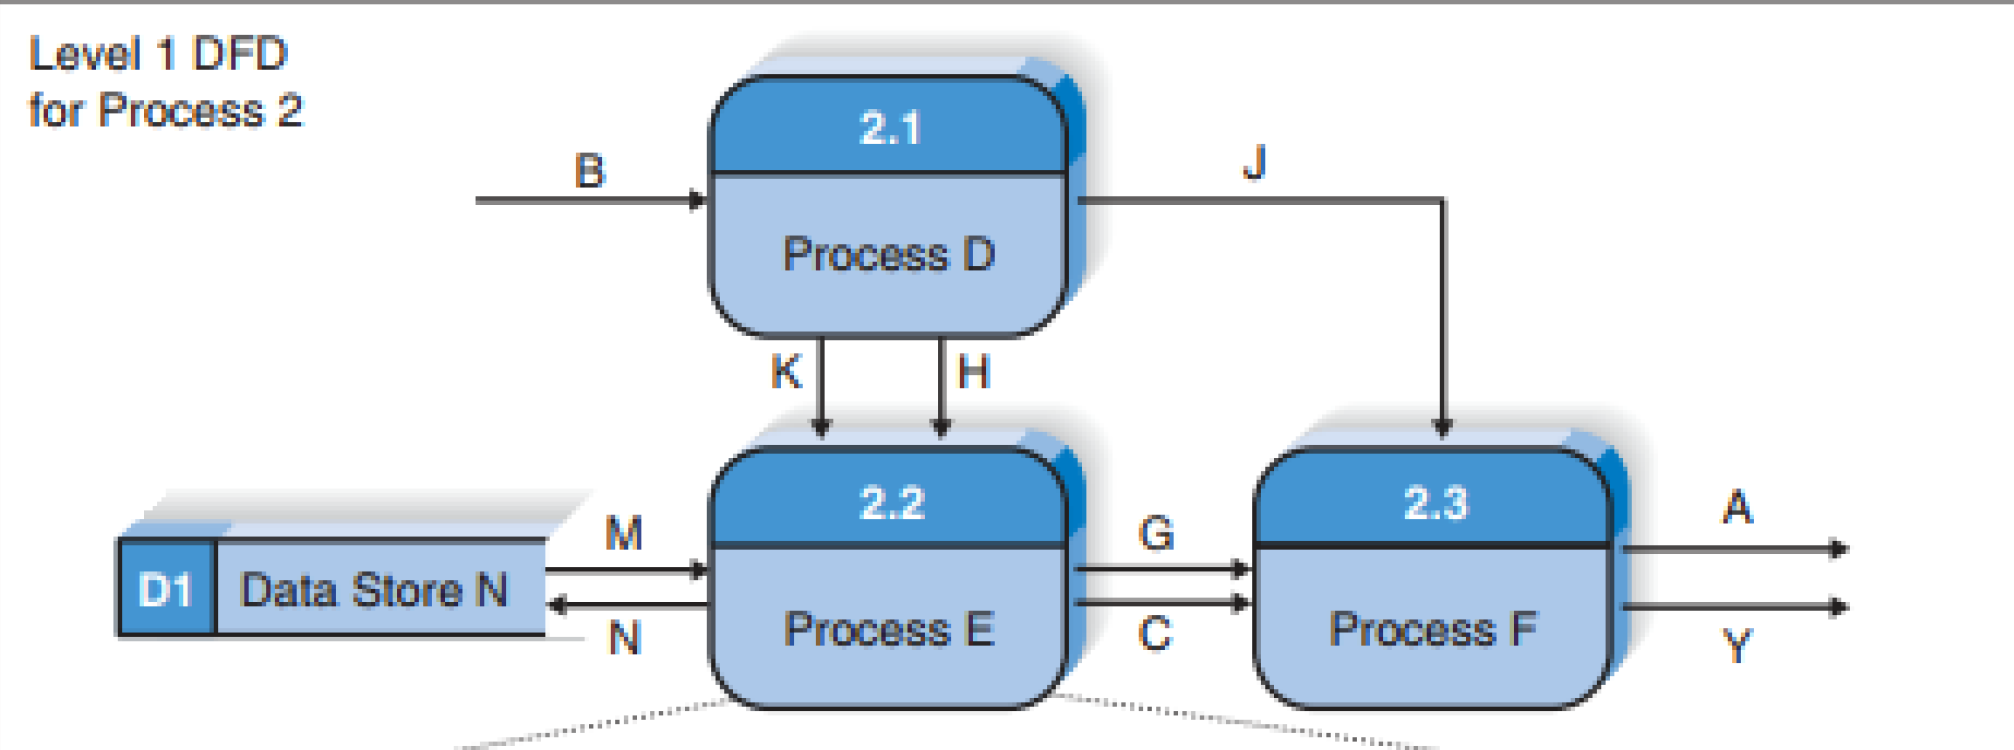 Level 1 DFD
for Process 2
2.1
Process D
B
J
K
H
2.2
Process E
2.3
Process F
D1
Data Store N
M
N
G
C
A
Y